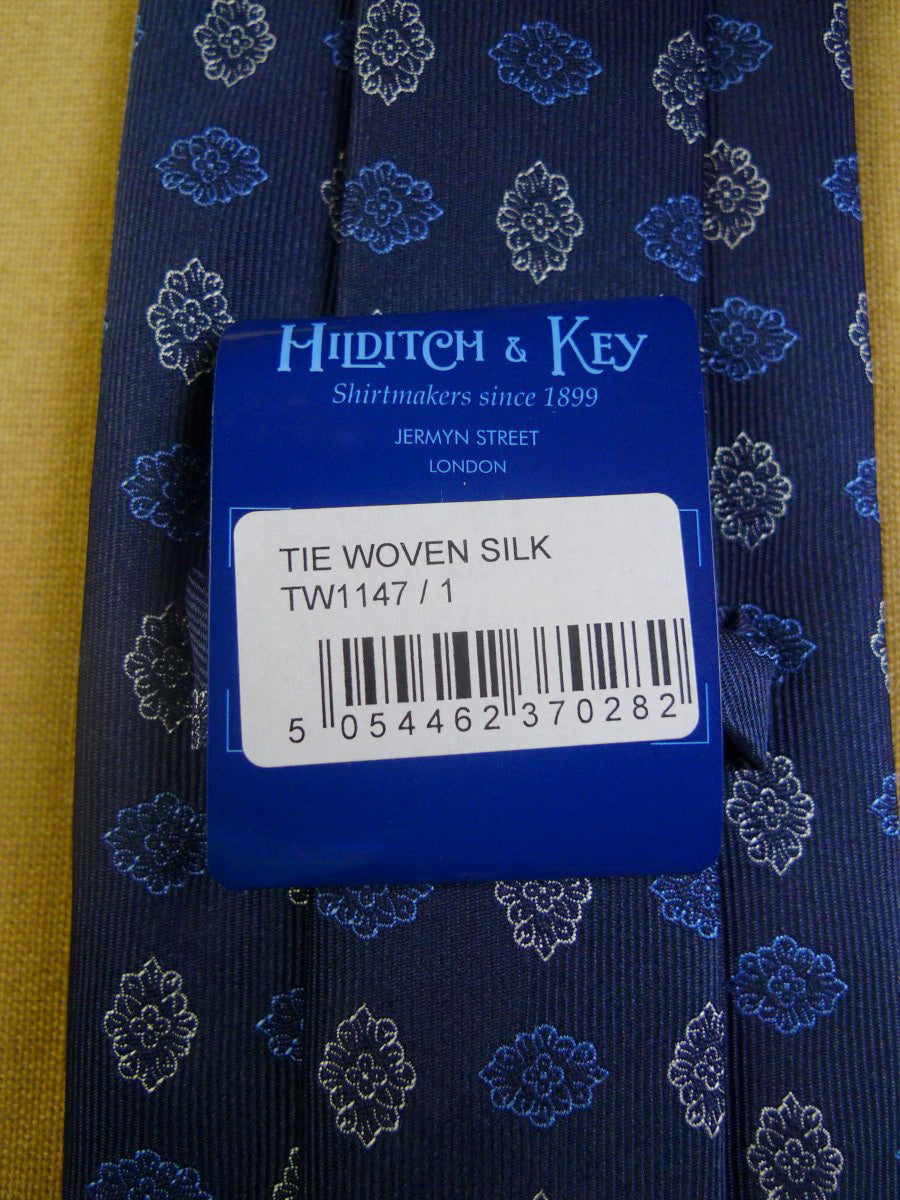 HILDITCH & KEY
Shirtmakers since 1899
JERMYN STREET
LONDON
TIE WOVEN SILK
TW1147 / 1
5 054462 370282